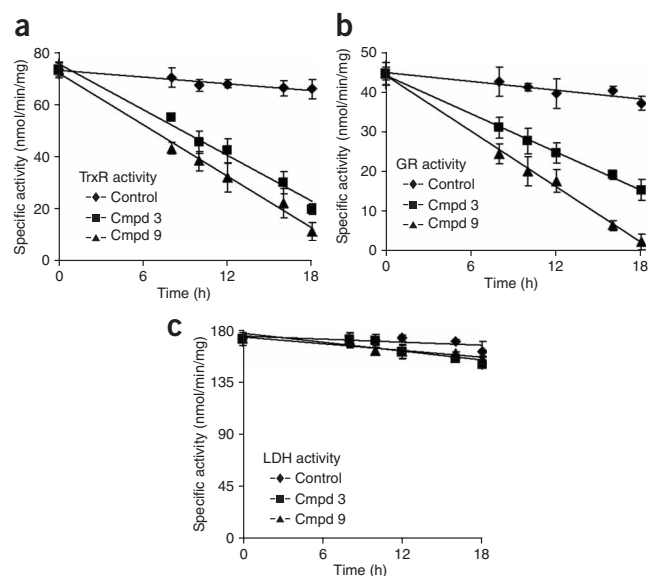 a
80
60
40
20
0
Specific activity (nmol/min/mg)
TrxR activity
Control
Cmpd 3
Cmpd 9
0 6 12 18
Time (h)
b
50
40
30
20
10
0
Specific activity (nmol/min/mg)
GR activity
Control
Cmpd 3
Cmpd 9
0 6 12 18
Time (h)
c
180
135
90
45
0
Specific activity (nmol/min/mg)
LDH activity
Control
Cmpd 3
Cmpd 9
0 6 12 18
Time (h)